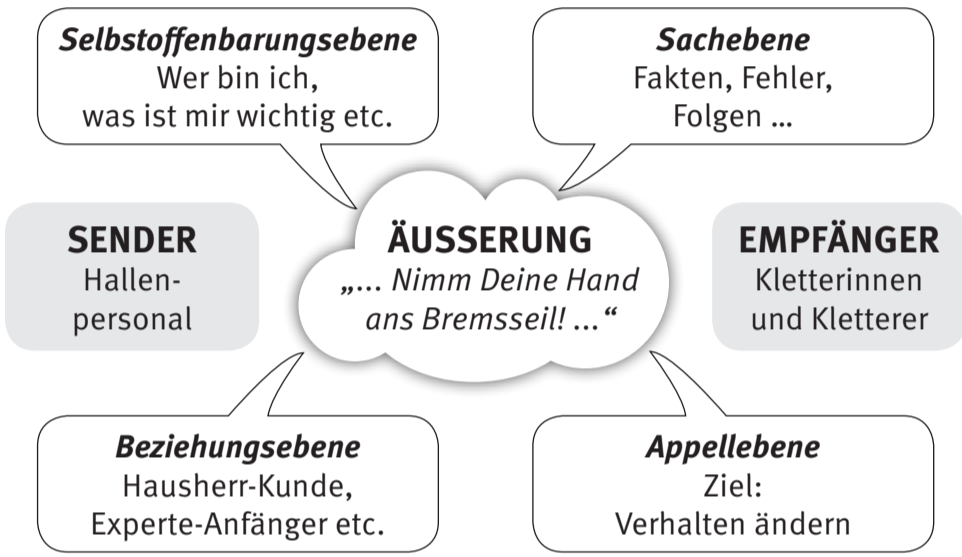 Selbstoffenbarungsebene
Wer bin ich,
was ist mir wichtig etc.
Sachebene
Fakten, Fehler,
Folgen ...
SENDER
Hallen-
personal
ÄUSSERUNG
„... Nimm Deine Hand
ans Bremsseil! ...“
EMPFÄNGER
Kletterinnen
und Kletterer
Beziehungsebene
Hausherr-Kunde,
Experte-Anfänger etc.
Appellebene
Ziel:
Verhalten ändern